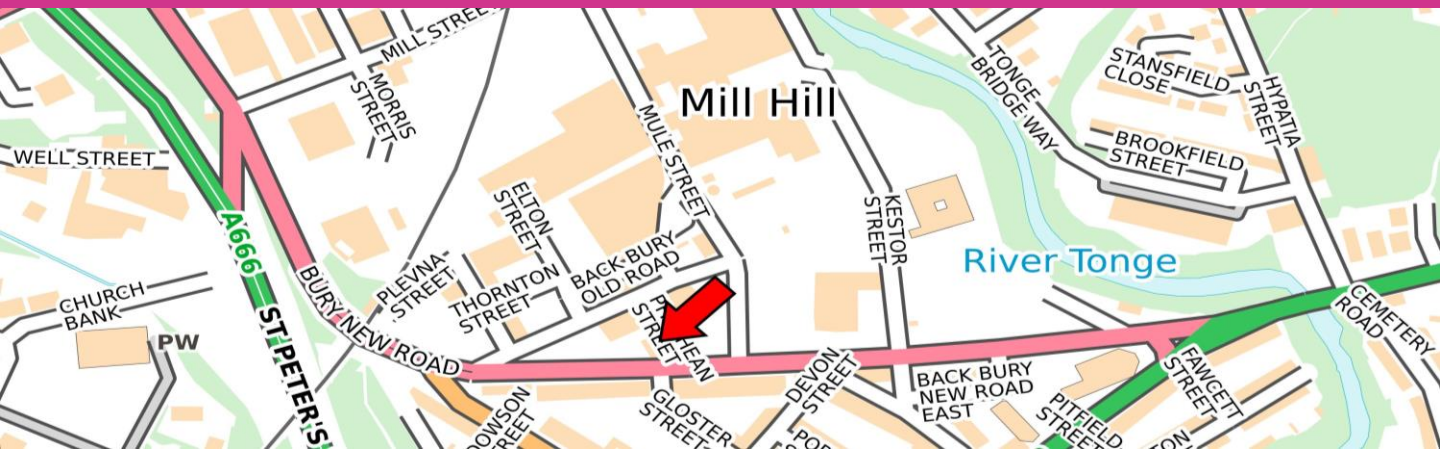 MILL STREET
MORRIS
STREET
Mill Hill
MULE STREET
TONGE
BRIDGE WAY
STANSFIELD
CLOSE
HYPATIA
STREET
BROOKFIELD
STREET
WELL STREET
A666
ELTON
STREET
KESTOR
STREET
BACK-BURY
OLD ROAD
River Tonge
PLEVNA-
STREET
THORNTON
STREET
CHURCH
BANK
PW
BURY NEW ROAD
ST PETER'S
STREET
CEMETERY
ROAD
DEVON
STREET
BACK BURY
NEW ROAD
EAST
FAWCETT
STREET
PITFIELD
STREET
GLOSTER
STREET